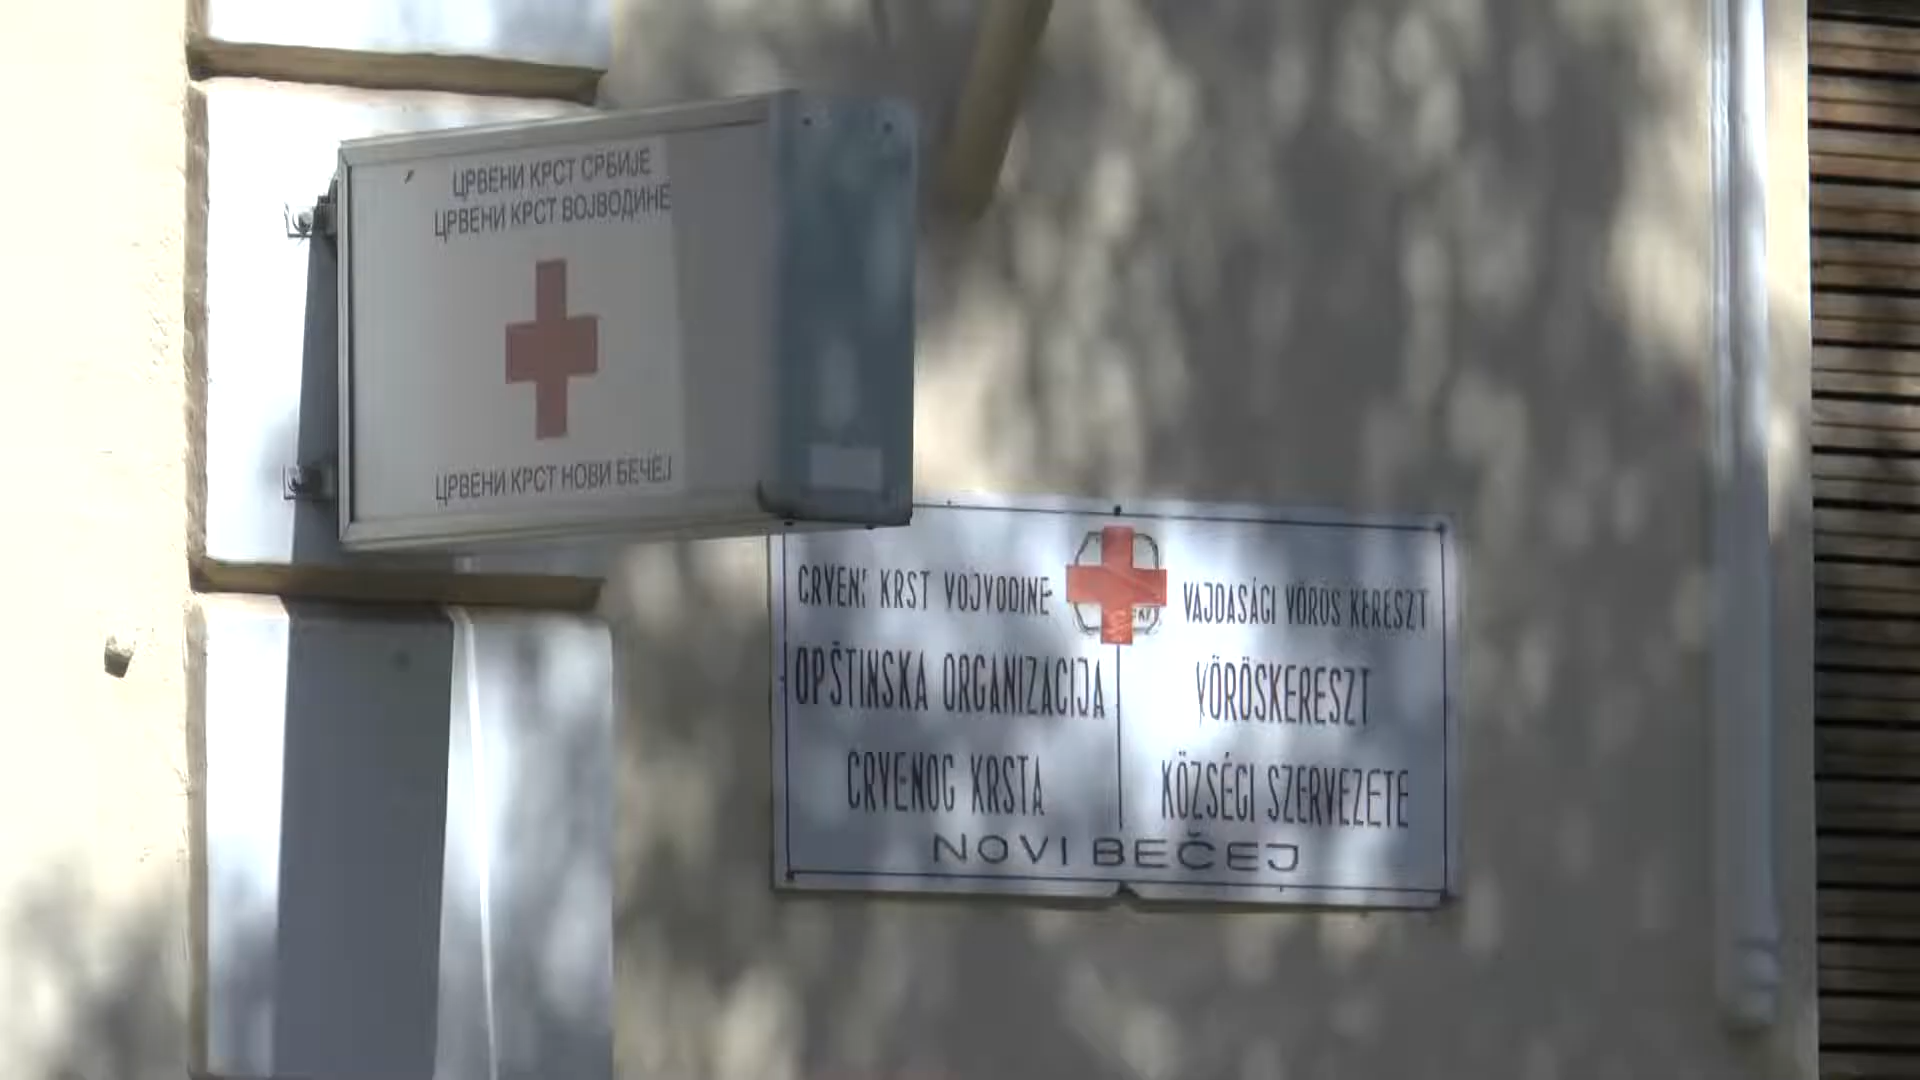 ЦРВЕНИ КРСТ СРБИЈЕ
ЦРВЕНИ КРСТ ВОЈВОДИНЕ
ЦРВЕНИ КРСТ НОВИ БЕЧЕЈ
CRVENI KRST VOJVODINE
OPŠTINSKA ORGANIZACIJA
CRVENOG KRSTA
VAJDASÁGI VÖRÖS KERESZT
VÖRÖSKERESZT
KÖZSÉGI SZERVEZETE
NOVI BEČEJ